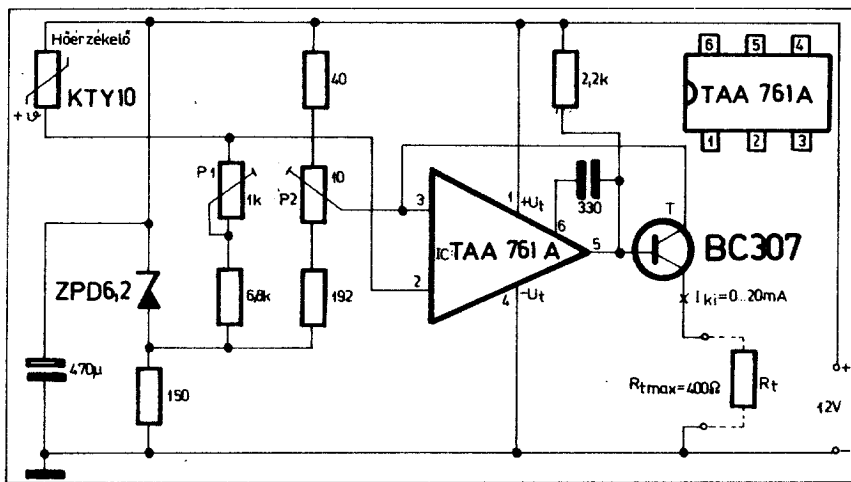 Hőérzékelő
KTY10
+ϑ
P1
1k
40
P2
10
2,2k
330
6 5 4
TAA 761A
1 2 3
3
1
+Ut
6
IC:TAA 761A
5
2
4
-Ut
T
BC307
Iki=0...20mA
ZPD6,2
6,8k
192
470µ
150
Rtmax=400Ω
Rt
+
12V
-